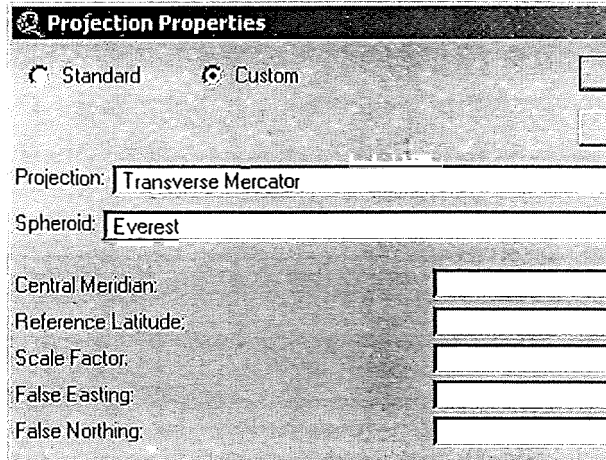 Projection Properties
Standard Custom
Projection: Transverse Mercator
Spheroid: Everest
Central Meridian:
Reference Latitude:
Scale Factor:
False Easting:
False Northing: